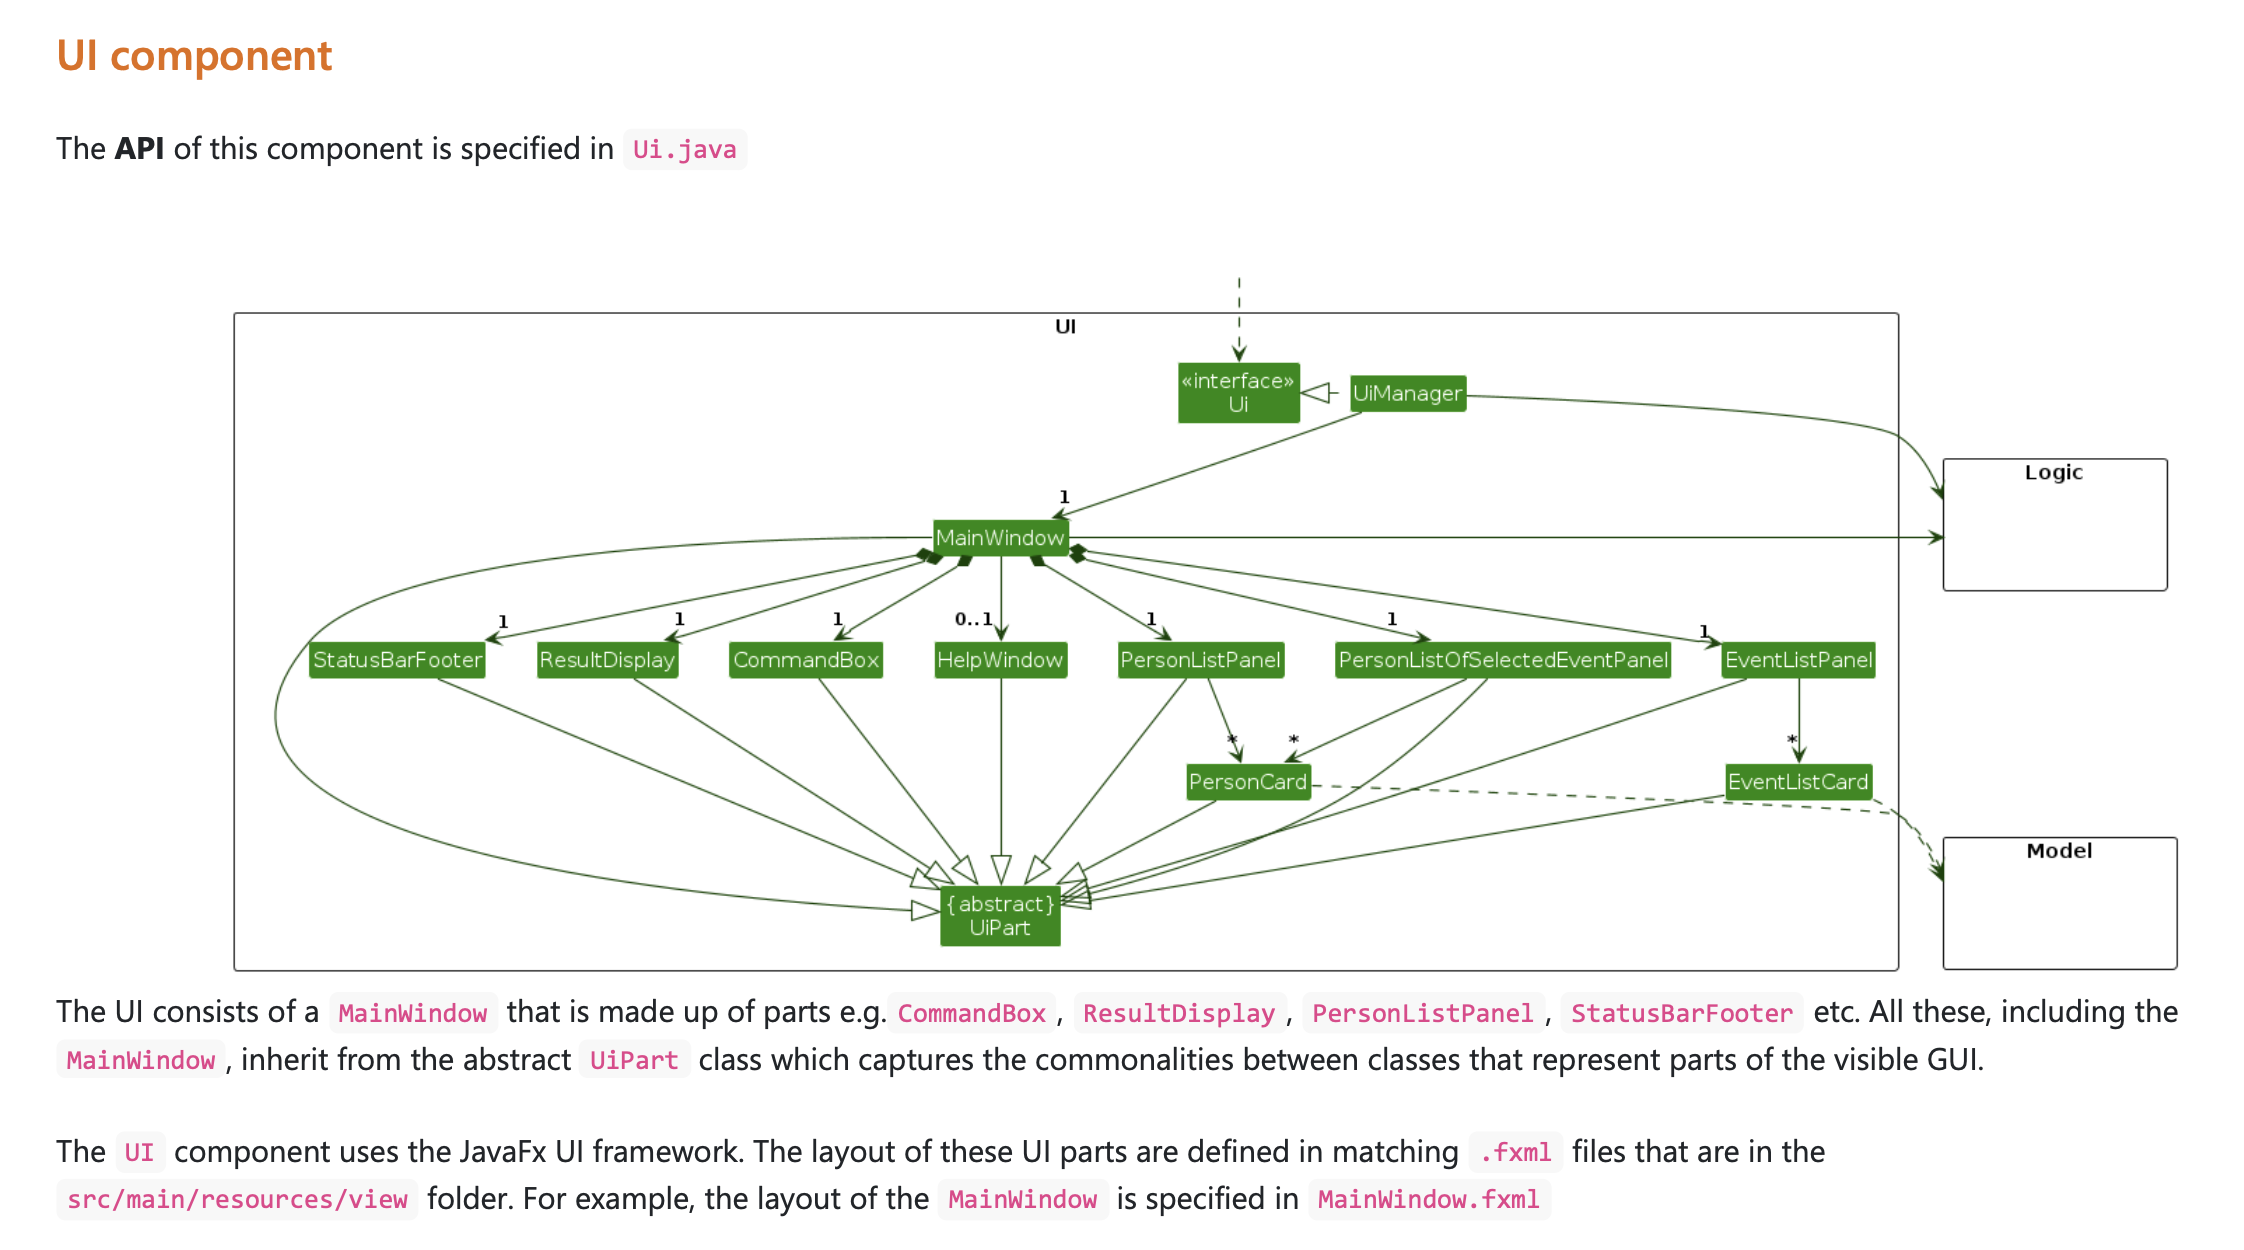 UI component
The API of this component is specified in Ui.java
UI
«interface»
Ui
UiManager
Logic
1
MainWindow
1
1
1
0..1
1
1
1
StatusBarFooter
ResultDisplay
CommandBox
HelpWindow
PersonListPanel
PersonListOfSelectedEventPanel
EventListPanel
*
*
*
PersonCard
EventListCard
Model
{abstract}
UiPart
The UI consists of a MainWindow that is made up of parts e.g. CommandBox, ResultDisplay, PersonListPanel, StatusBarFooter etc. All these, including the
MainWindow, inherit from the abstract UiPart class which captures the commonalities between classes that represent parts of the visible GUI.
The UI component uses the JavaFx UI framework. The layout of these UI parts are defined in matching .fxml files that are in the
src/main/resources/view folder. For example, the layout of the MainWindow is specified in MainWindow.fxml